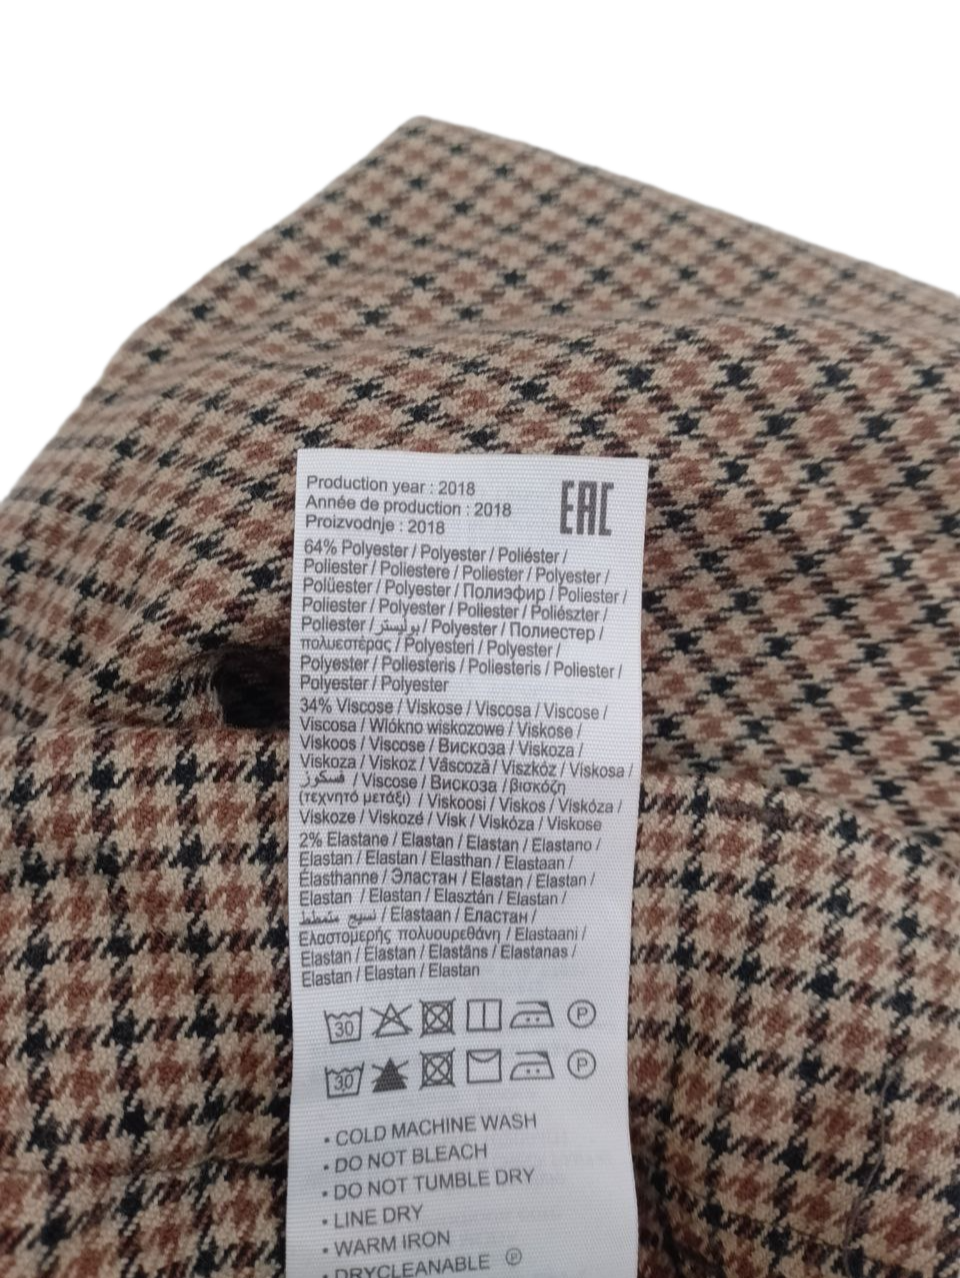 Production year : 2018
Année de production : 2018
Proizvodnje : 2018
EAC
64% Polyester / Polyester / Poliéster /
Poliester / Poliestere / Poliester / Polyester /
Polüester / Polyester / Полиэфир / Poliester /
Poliester / Polyester / Poliester / Poliészter /
Poliester / بوليستر / Polyester / Полиестер /
πολυεστέρας / Polyesteri / Polyester /
Polyester / Poliesteris / Poliesteris / Poliester /
Polyester / Polyester
34% Viscose / Viskose / Viscosa / Viscose /
Viscosa / Wlókno wiskozowe / Viskose /
Viskoos / Viscose / Вискоза / Viskoza /
Viskoza / Viskoz / Vâscoză / Viszkóz / Viskosa /
فسكوز / Viscose / Вискоза / βισκόζη
(τεχνητό μετάξι) / Viskoosi / Viskos / Viskóza /
Viskoze / Viskozé / Visk / Viskóza / Viskose
2% Elastane / Elastan / Elastan / Elastano /
Elastan / Elastan / Elasthan / Elastaan /
Élasthanne / Эластан / Elastan / Elastan /
Elastan / Elastan / Elasztán / Elastan /
نسيج متمطط / Elastaan / Еластан /
Ελαστομερής πολυουρεθάνη / Elastaani /
Elastan / Elastan / Elastāns / Elastanas /
Elastan / Elastan / Elastan
30 P
30 P
• COLD MACHINE WASH
• DO NOT BLEACH
• DO NOT TUMBLE DRY
• LINE DRY
• WARM IRON
• DRYCLEANABLE Ⓟ